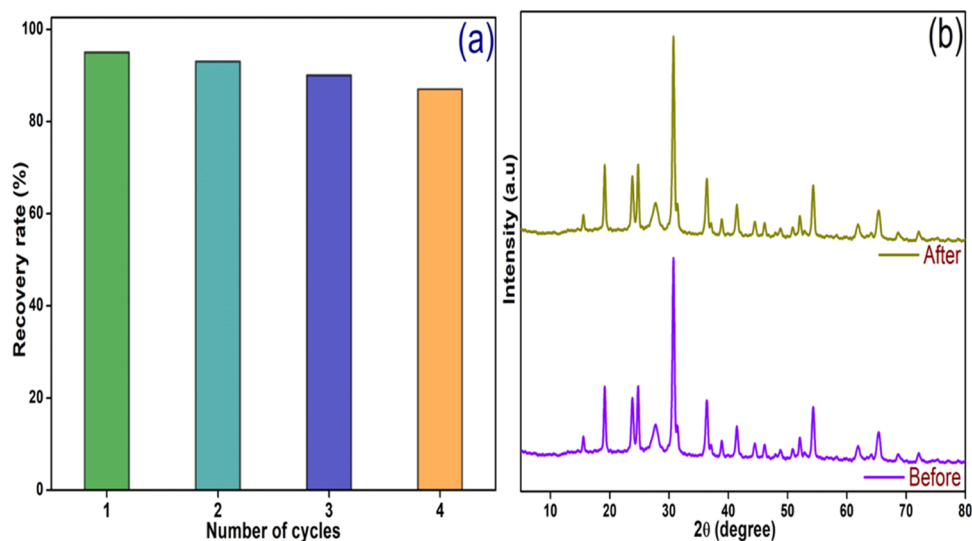 (a)
Recovery rate (%)
100
80
60
40
20
0
1 2 3 4
Number of cycles
(b)
Intensity (a.u)
After
Before
10 20 30 40 50 60 70 80
2θ (degree)